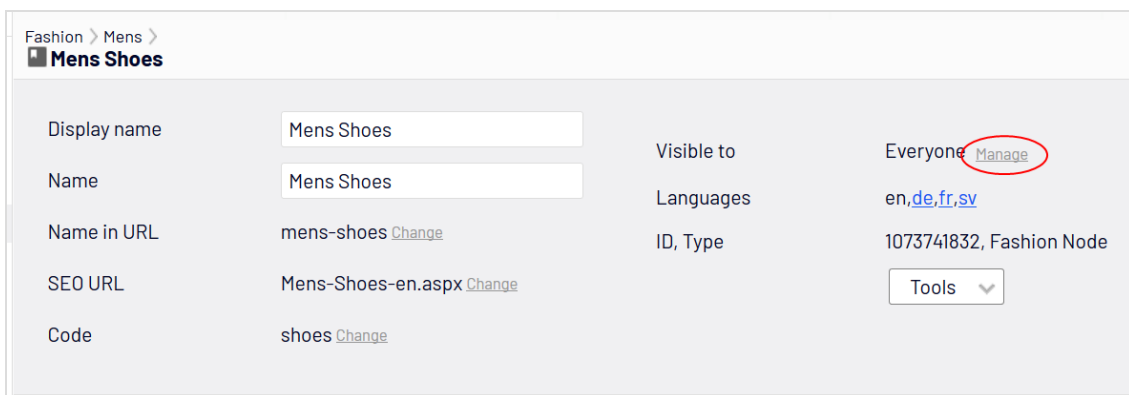 Fashion > Mens >
Mens Shoes
Display name Mens Shoes
Name Mens Shoes
Name in URL mens-shoes Change
SEO URL Mens-Shoes-en.aspx Change
Code shoes Change
Visible to Everyone Manage
Languages en,de,fr,sv
ID, Type 1073741832, Fashion Node
Tools